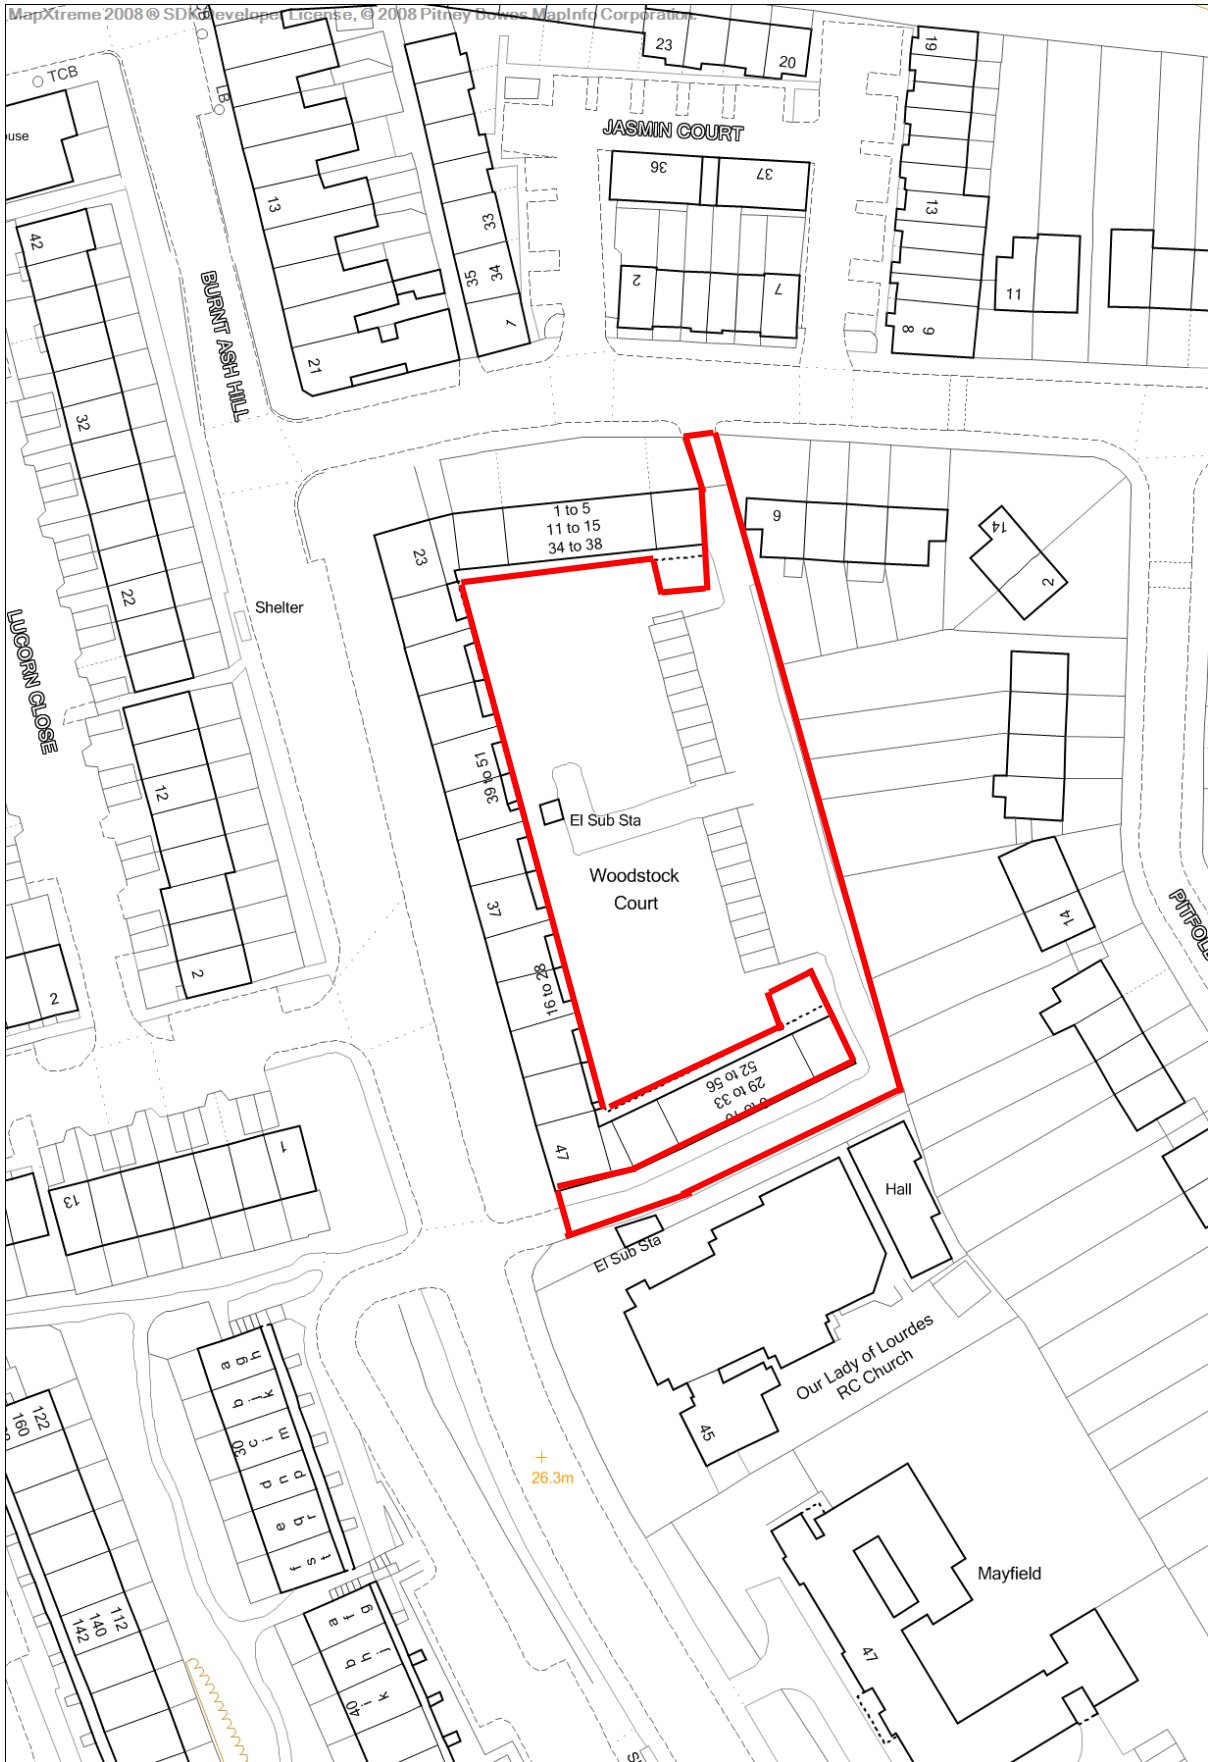 MapXtreme 2008 ® SDK Developer License, © 2008 Pitney Bowes MapInfo Corporation.
TCB
LB
23
20
19
JASMIN COURT
36
37
13
33
34
35
13
42
BURNT ASH HILL
2
7
11
8
9
21
32
1 to 5
11 to 15
34 to 38
23
9
14
2
22
Shelter
LUCORN CLOSE
39 to 51
12
El Sub Sta
Woodstock
Court
37
14
16 to 28
2
2
52 to 56
29 to 33
47
1
13
Hall
El Sub Sta
Our Lady of Lourdes
RC Church
45
a g h
b j k
30 c i m
d n p
e q r
f s t
122
160
26.3m
Mayfield
112
140
142
a f g
b h j
40 i k
47